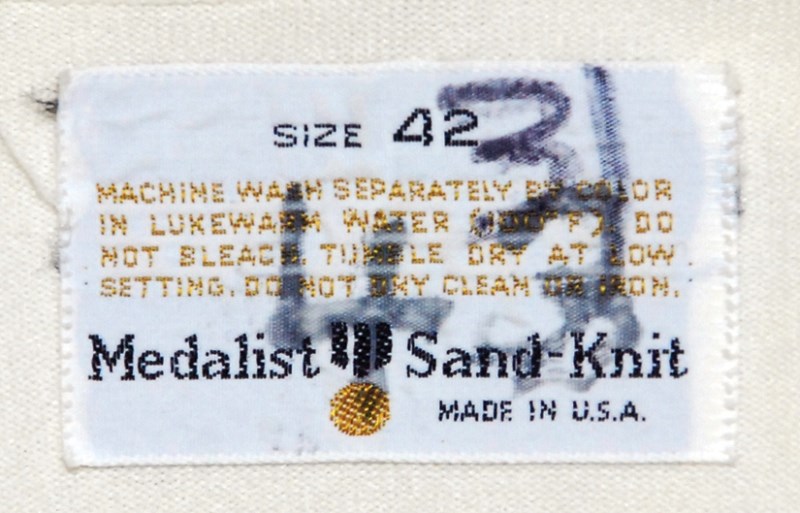 SIZE 42
MACHINE WASH SEPARATELY BY COLOR
IN LUKEWARM WATER (100°F). DO
NOT BLEACH. TUMBLE DRY AT LOW
SETTING. DO NOT DRY CLEAN OR IRON.
Medalist Sand-Knit
MADE IN U.S.A.